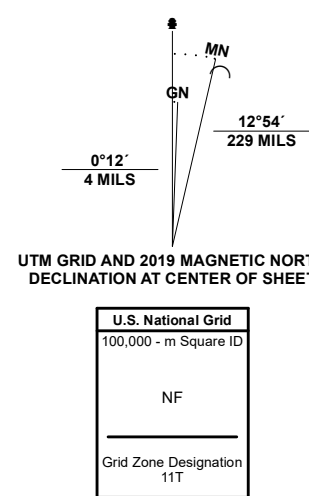 MN
GN
12°54´
229 MILS
0°12´
4 MILS
UTM GRID AND 2019 MAGNETIC NORT
DECLINATION AT CENTER OF SHEET
U.S. National Grid
100,000 - m Square ID
NF
Grid Zone Designation
11T